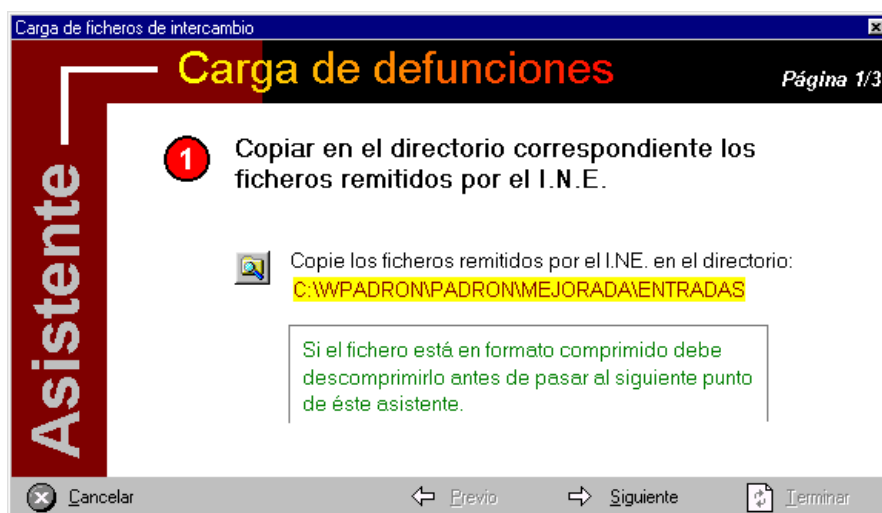 Carga de ficheros de intercambio
Carga de defunciones
Página 1/3
Asistente
1
Copiar en el directorio correspondiente los
ficheros remitidos por el I.N.E.
Copie los ficheros remitidos por el I.NE. en el directorio:
C:\WPADRON\PADRON\MEJORADA\ENTRADAS
Si el fichero está en formato comprimido debe
descomprimirlo antes de pasar al siguiente punto
de éste asistente.
Cancelar
Previo
Siguiente
Terminar